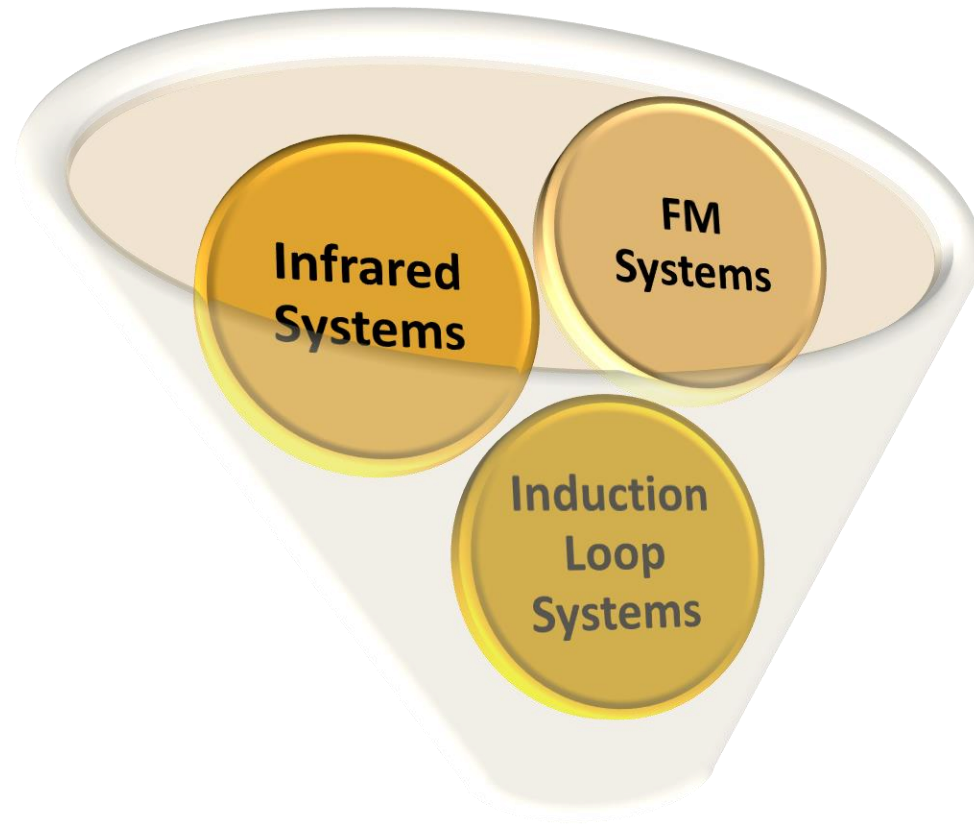 Infrared
Systems
FM
Systems
Induction
Loop
Systems